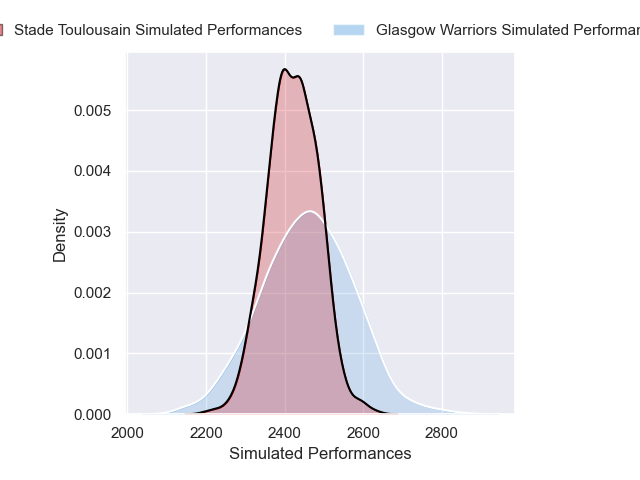 Stade Toulousain Simulated Performances
Glasgow Warriors Simulated Performan
0.005
0.004
0.003
0.002
0.001
0.000
Density
2000 2200 2400 2600 2800
Simulated Performances